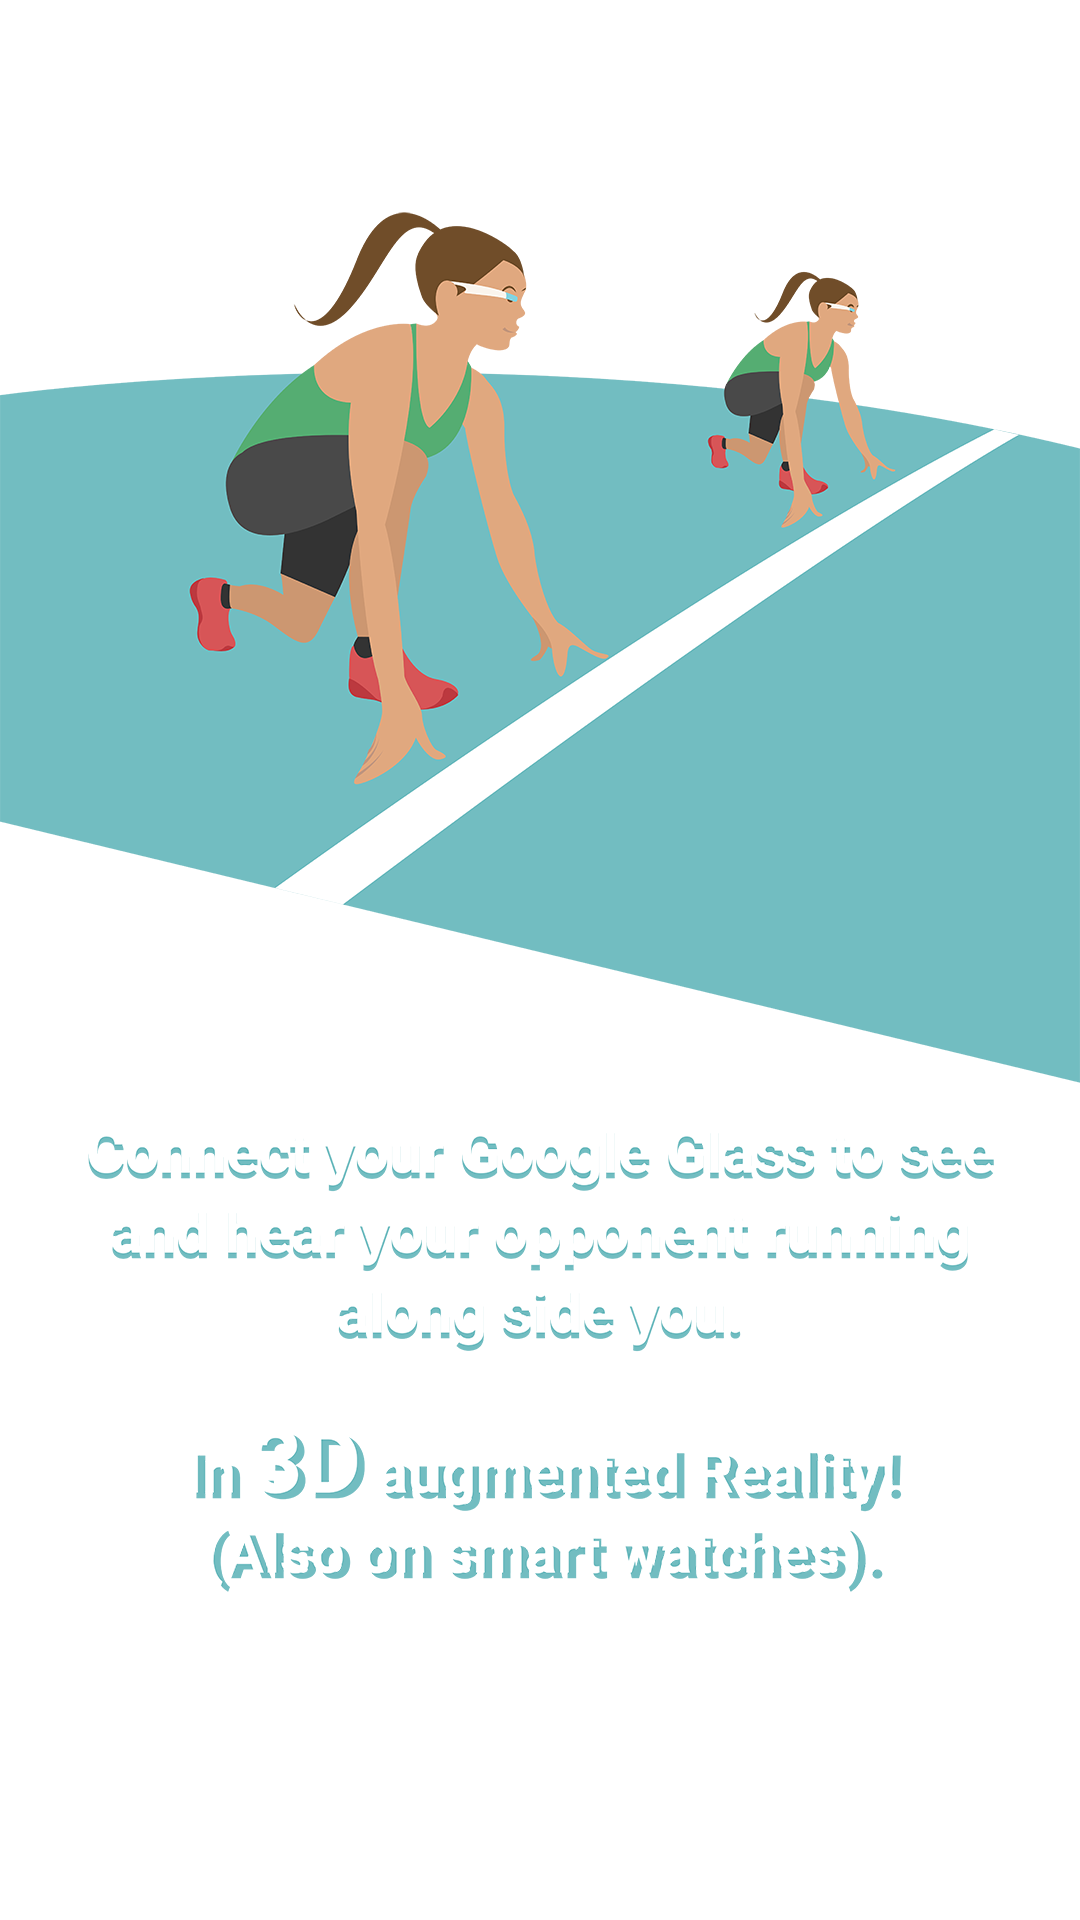 Connect your Google Glass to see
and hear your opponent running
along side you.
In 3D augmented Reality!
(Also on smart watches).